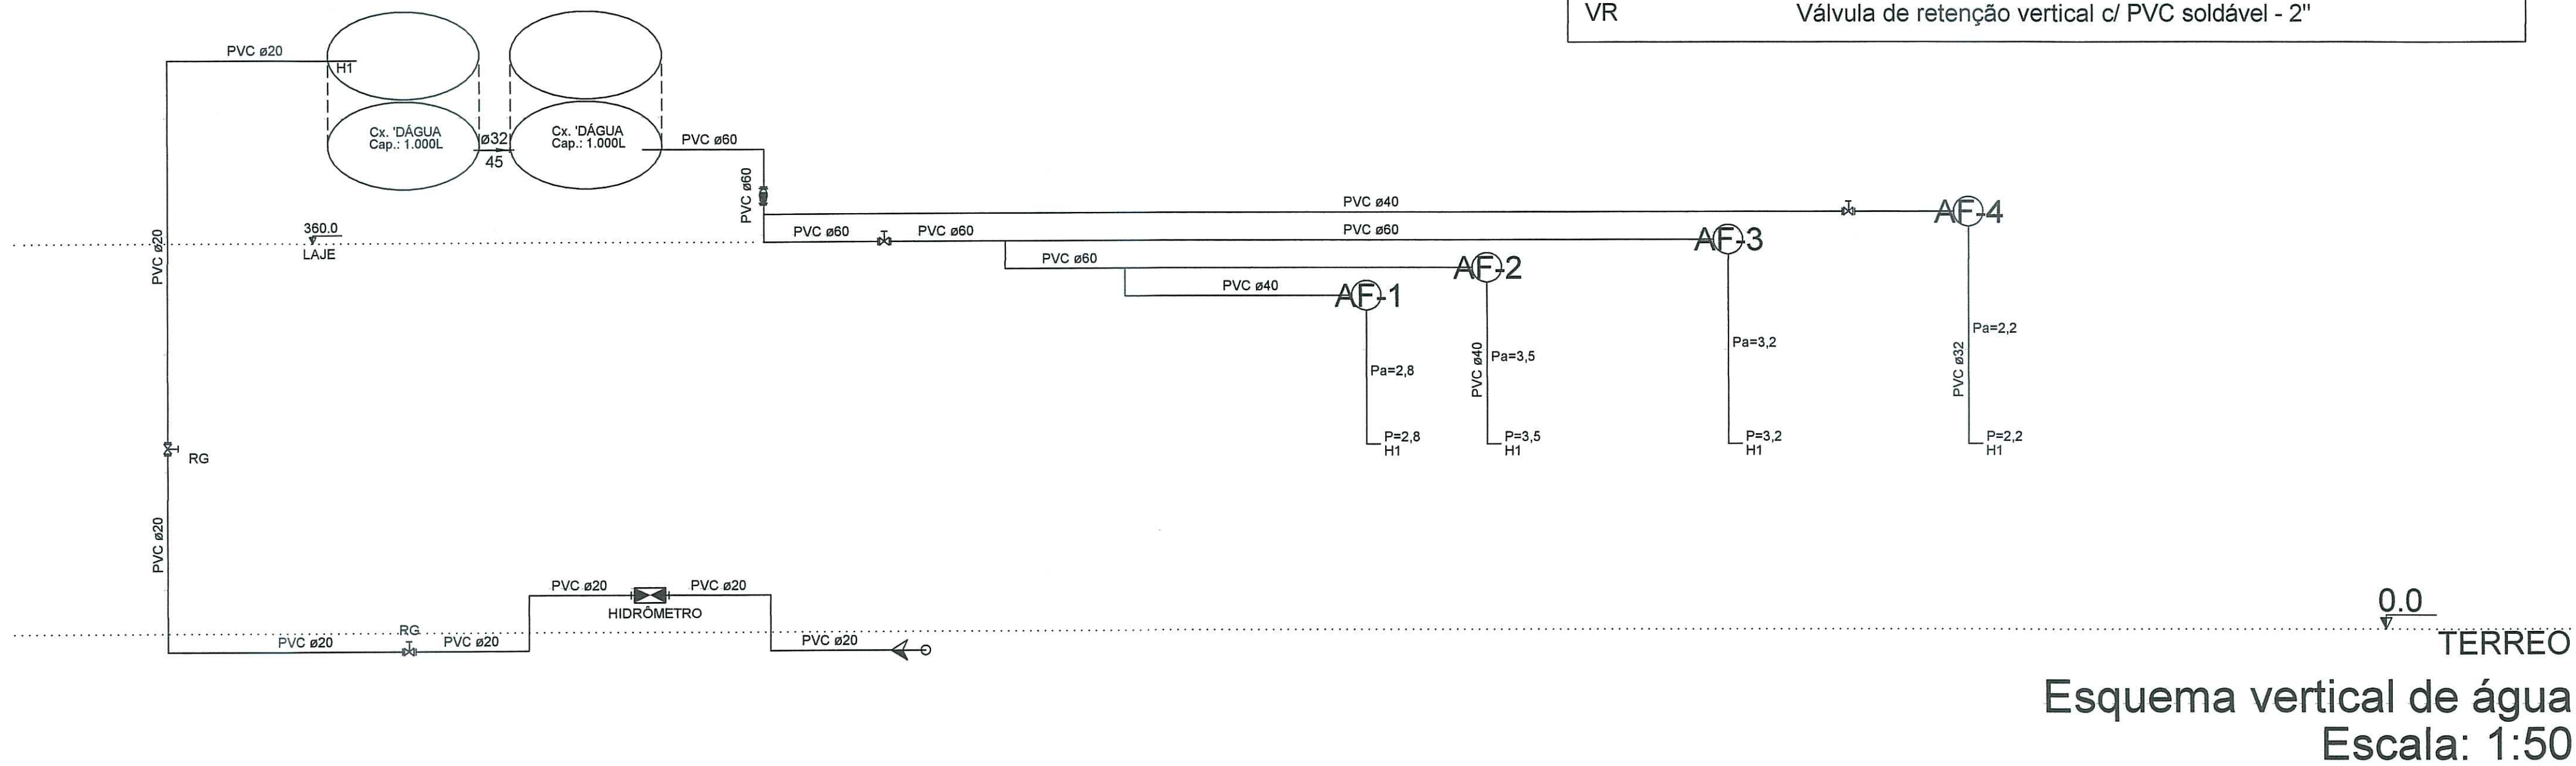 VR Válvula de retenção vertical c/ PVC soldável - 2"
PVC ø20
H1
Cx. 'DÁGUA
Cap.: 1.000L
ø32
45
Cx. 'DÁGUA
Cap.: 1.000L
PVC ø60
PVC ø60
PVC ø40
AF-4
360.0
LAJE
PVC ø20
PVC ø60
PVC ø60
PVC ø60
AF-3
PVC ø60
AF-2
PVC ø40
AF-1
Pa=2,8
PVC ø40
Pa=3,5
Pa=3,2
PVC ø32
Pa=2,2
P=2,8
H1
P=3,5
H1
P=3,2
H1
P=2,2
H1
RG
PVC ø20
PVC ø20
PVC ø20
HIDRÔMETRO
PVC ø20
RG
PVC ø20
PVC ø20
0.0
TERREO
Esquema vertical de água
Escala: 1:50